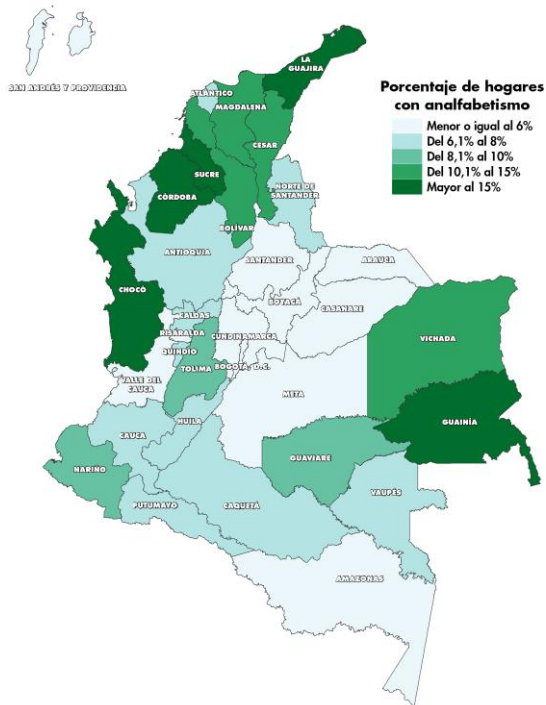 SAN ANDRÉS Y PROVIDENCIA
LA
GUAJIRA
ATLÁNTICO
MAGDALENA
CESAR
Porcentaje de hogares
con analfabetismo
Menor o igual al 6%
Del 6,1% al 8%
Del 8,1% al 10%
Del 10,1% al 15%
Mayor al 15%
SUCRE
NORTE DE
SANTANDER
CÓRDOBA
BOLÍVAR
ANTIOQUIA
SANTANDER
ARAUCA
CHOCÓ
BOYACÁ
CASANARE
CALDAS
RISARALDA
CUNDINAMARCA
VICHADA
QUINDIO
TOLIMA
BOGOTÁ, D.C.
VALLE DEL
CAUCA
META
GUAINÍA
HUILA
CAUCA
GUAVIARE
NARIÑO
VAUPÉS
PUTUMAYO
CAQUETÁ
AMAZONAS